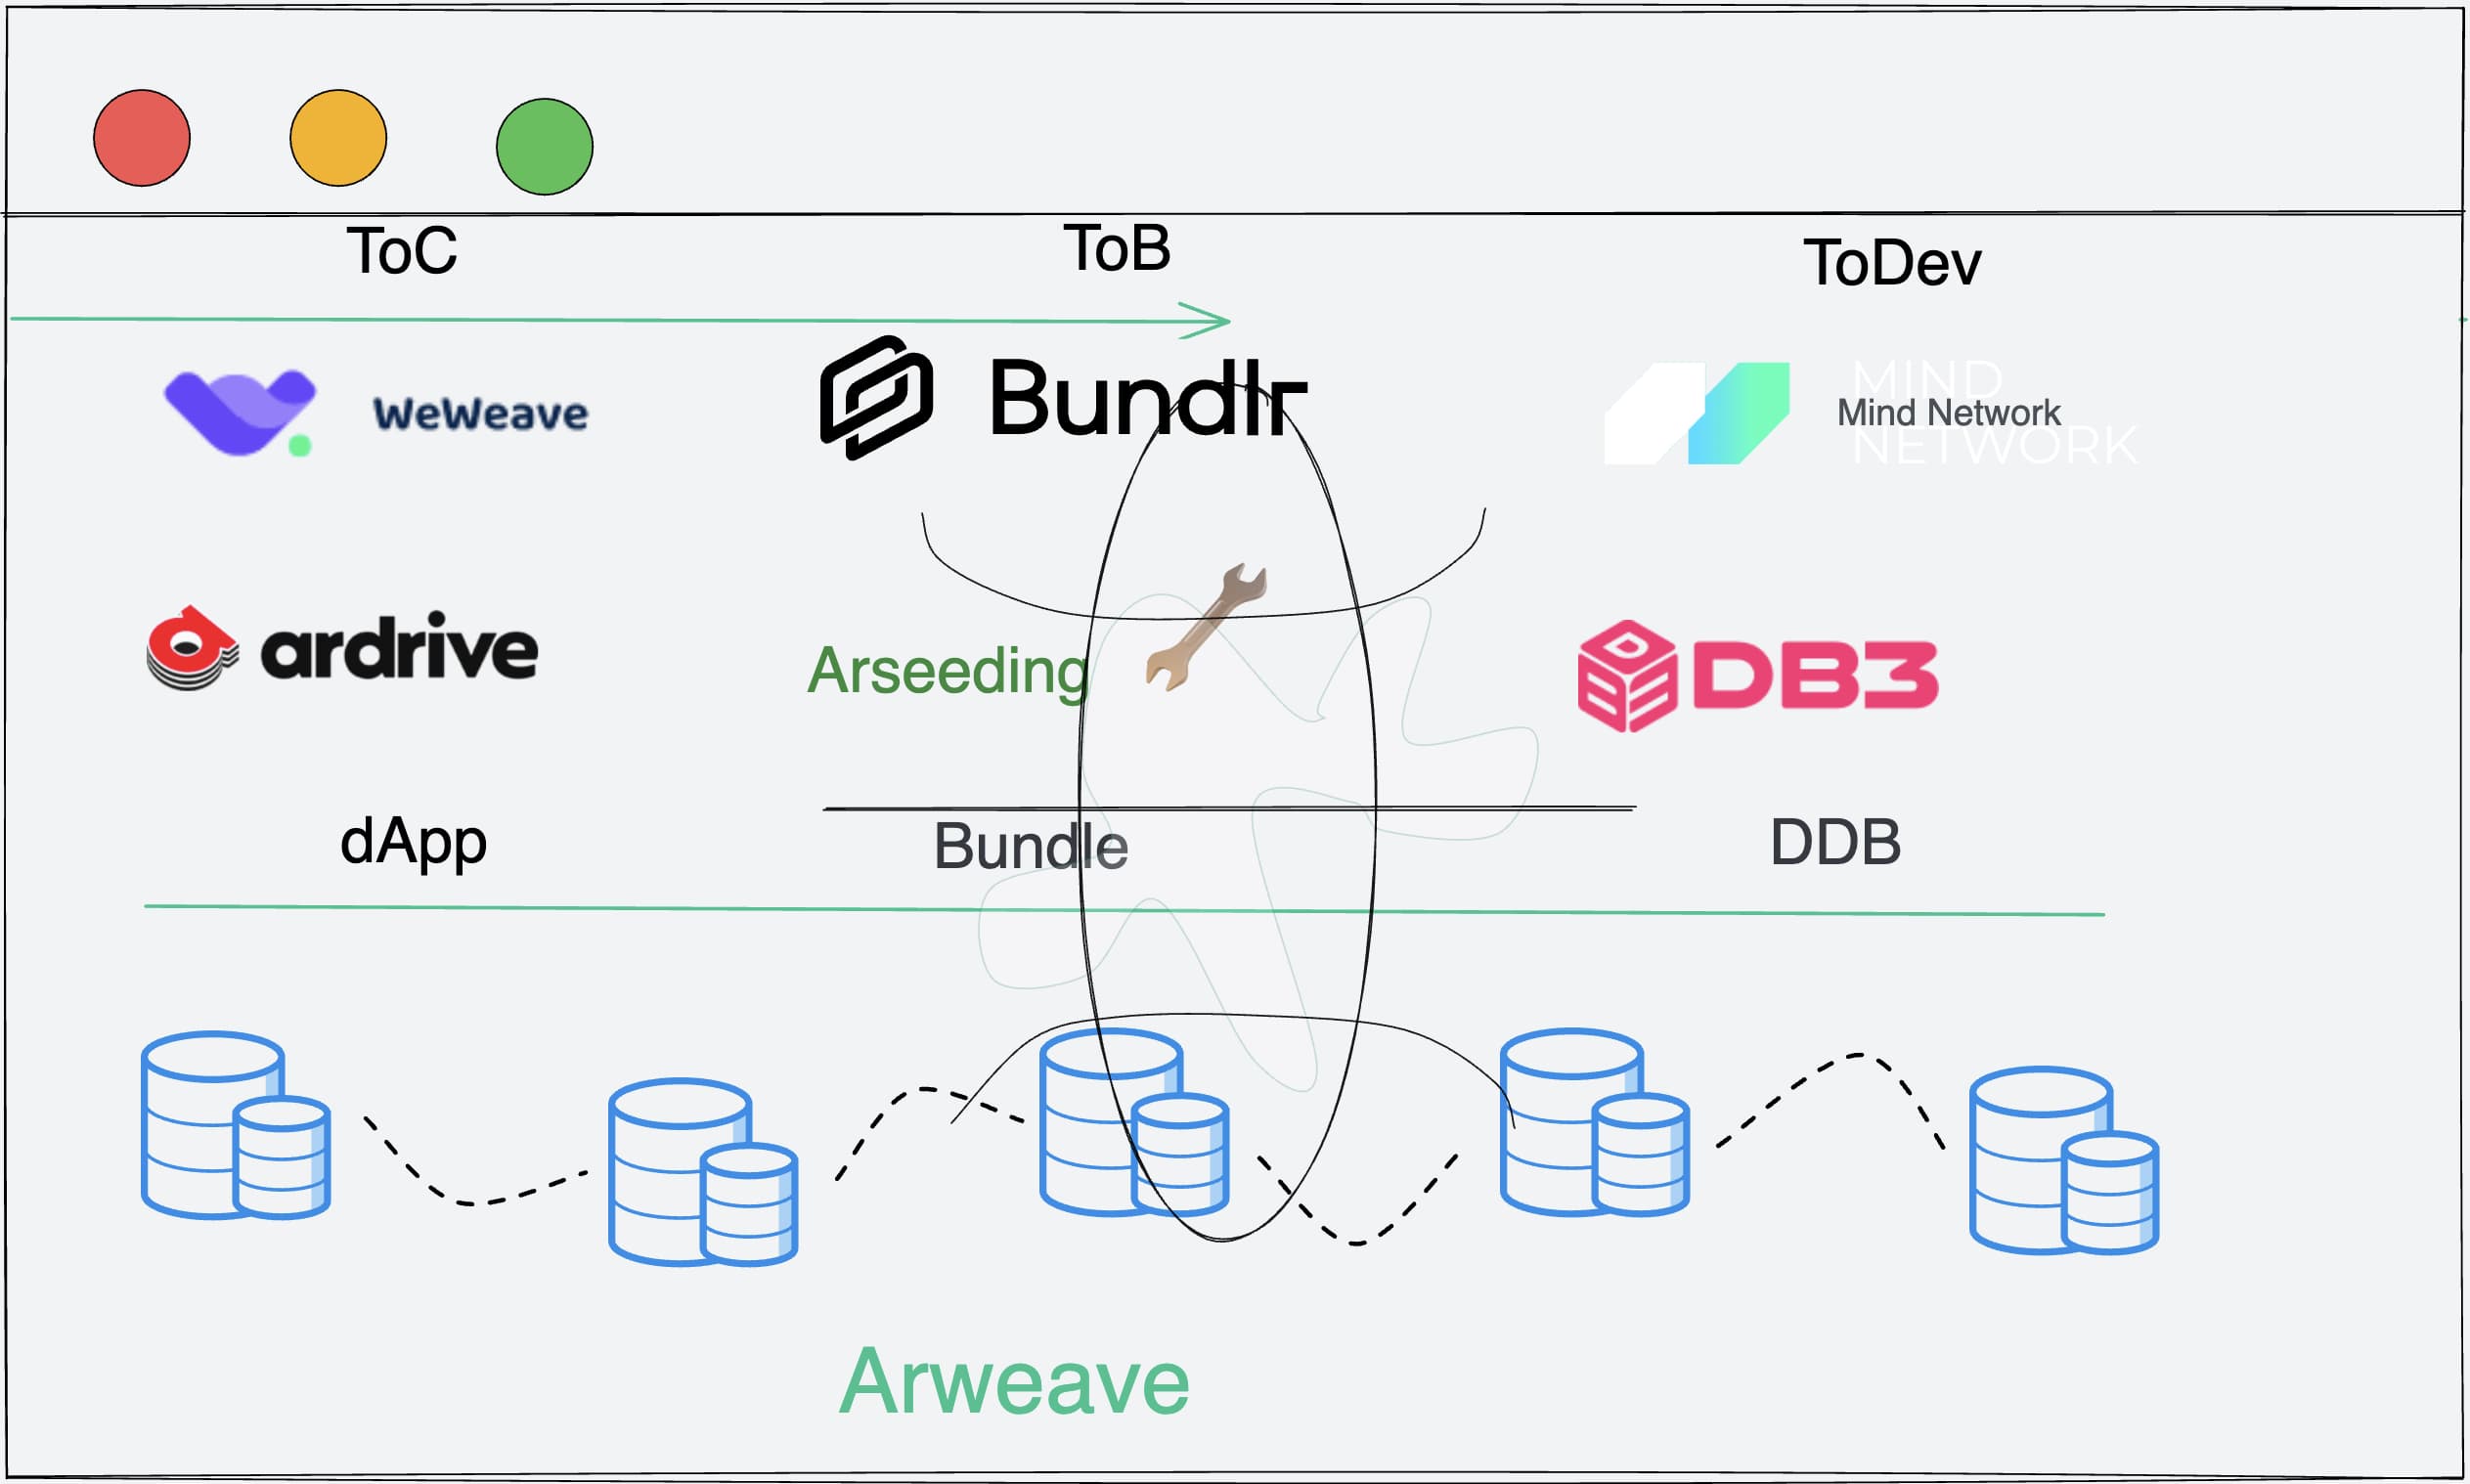 ToC
ToB
ToDev
WeWeave
Bundlr
MIND
NETWORK
Mind Network
ardrive
Arseeding
DB3
dApp
Bundle
DDB
Arweave